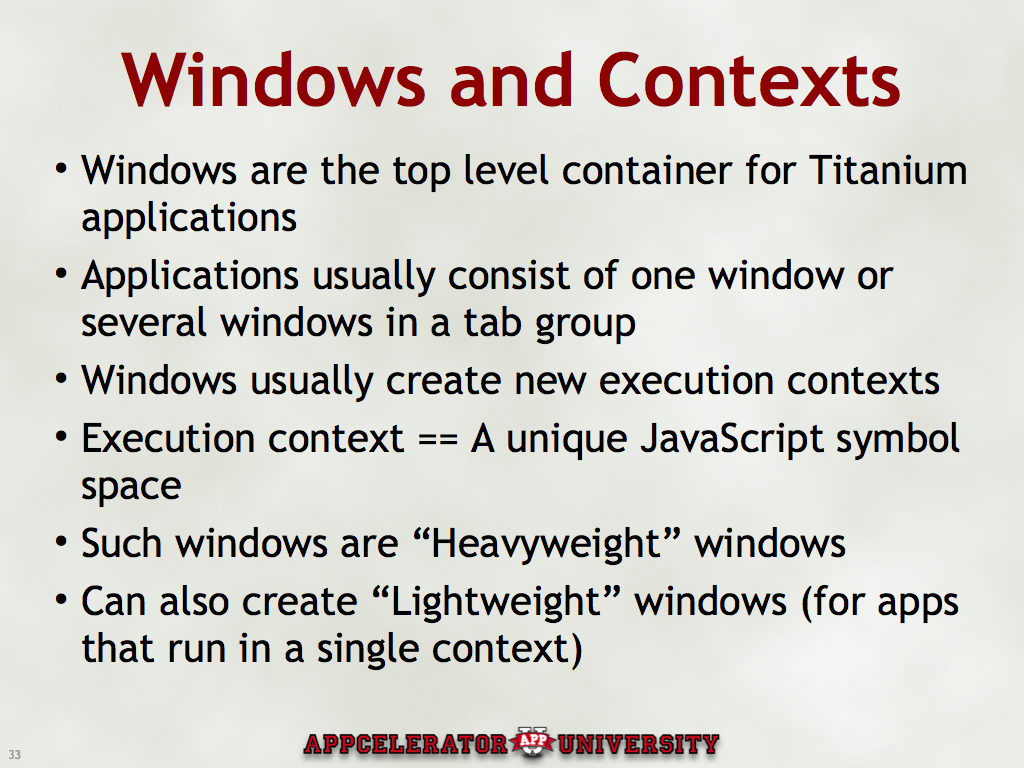 Windows and Contexts
• Windows are the top level container for Titanium
applications
• Applications usually consist of one window or
several windows in a tab group
• Windows usually create new execution contexts
• Execution context == A unique JavaScript symbol
space
• Such windows are “Heavyweight” windows
• Can also create “Lightweight” windows (for apps
that run in a single context)
33
APPCELERATOR U APP UNIVERSITY